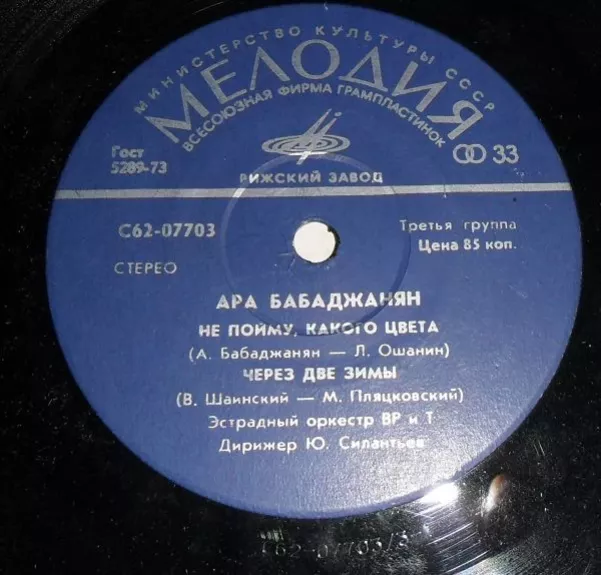 МИНИСТЕРСТВО КУЛЬТУРЫ СССР
МЕЛОДИЯ
ВСЕСОЮЗНАЯ ФИРМА ГРАМПЛАСТИНОК
Гост
5289-73
33
РИЖСКИЙ ЗАВОД
С62-07703
Третья группа
Цена 85 коп.
СТЕРЕО
АРА БАБАДЖАНЯН
НЕ ПОЙМУ, КАКОГО ЦВЕТА
(А. Бабаджанян — Л. Ошанин)
ЧЕРЕЗ ДВЕ ЗИМЫ
(В. Шаинский — М. Пляцковский)
Эстрадный оркестр ВР и Т
Дирижер Ю. Силантьев